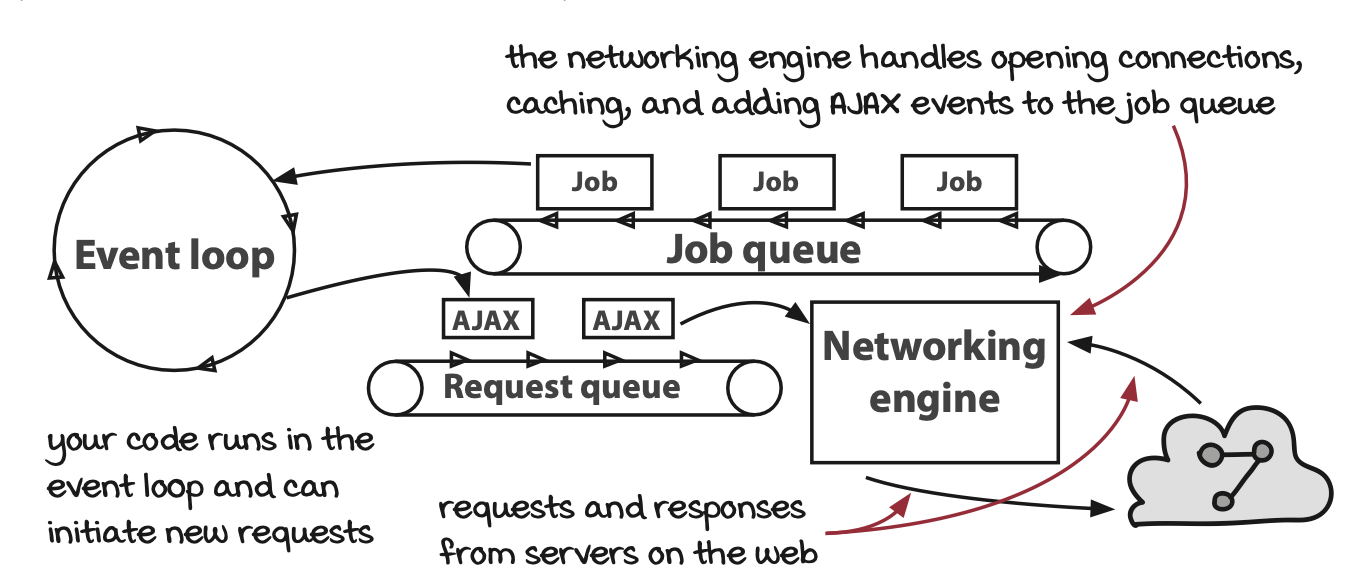 the networking engine handles opening connections,
caching, and adding AJAX events to the job queue
Job
Job
Job
Event loop
Job queue
AJAX
AJAX
Networking
engine
Request queue
your code runs in the
event loop and can
initiate new requests
requests and responses
from servers on the web